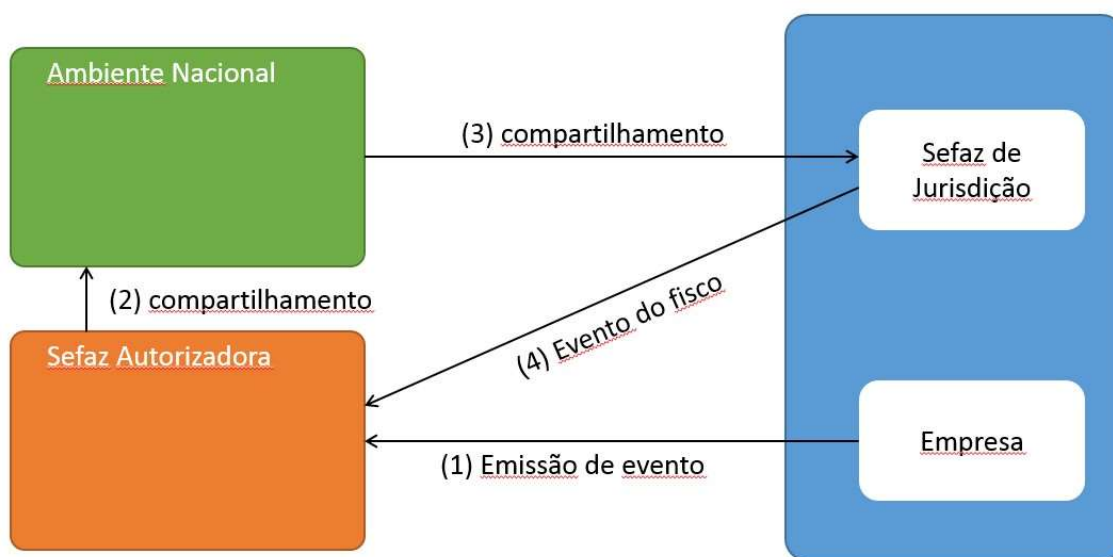 Ambiente Nacional
(3) compartilhamento
Sefaz de
Jurisdição
(2) compartilhamento
(4) Evento do fisco
Sefaz Autorizadora
Empresa
(1) Emissão de evento